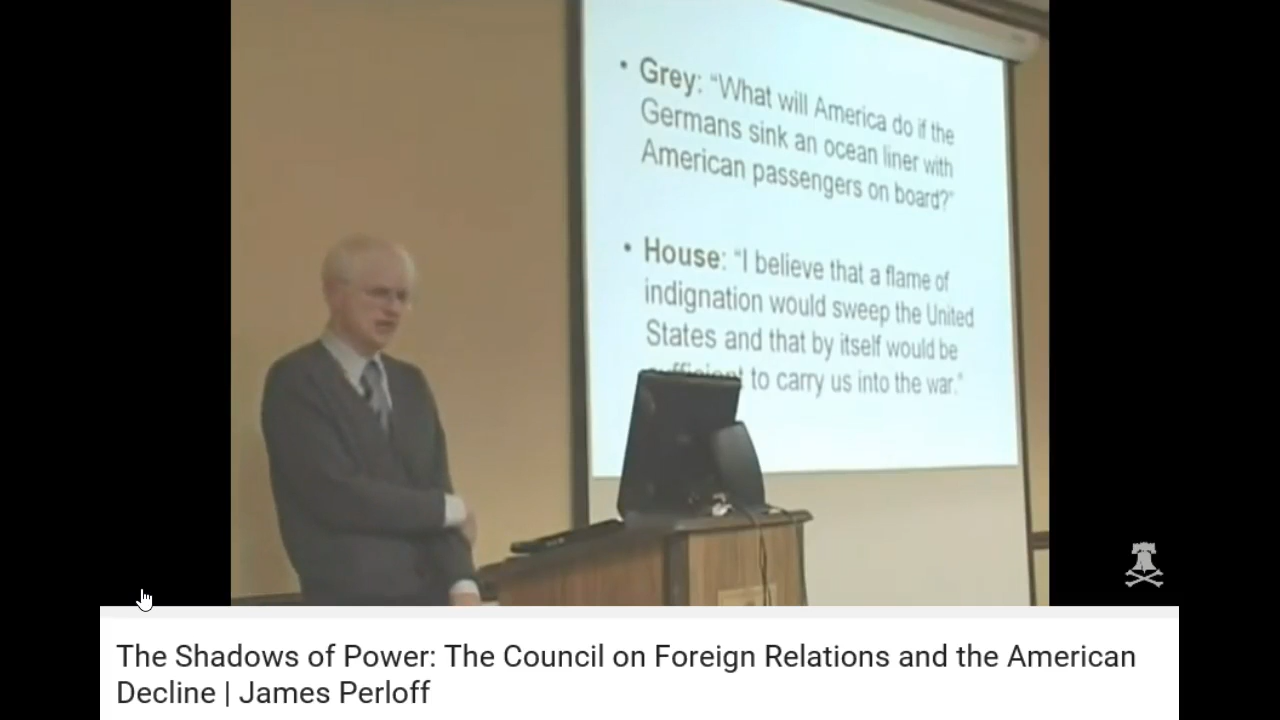 • Grey: “What will America do if the
Germans sink an ocean liner with
American passengers on board?”
• House: “I believe that a flame of
indignation would sweep the United
States and that by itself would be
to carry us into the war.”
The Shadows of Power: The Council on Foreign Relations and the American
Decline | James Perloff